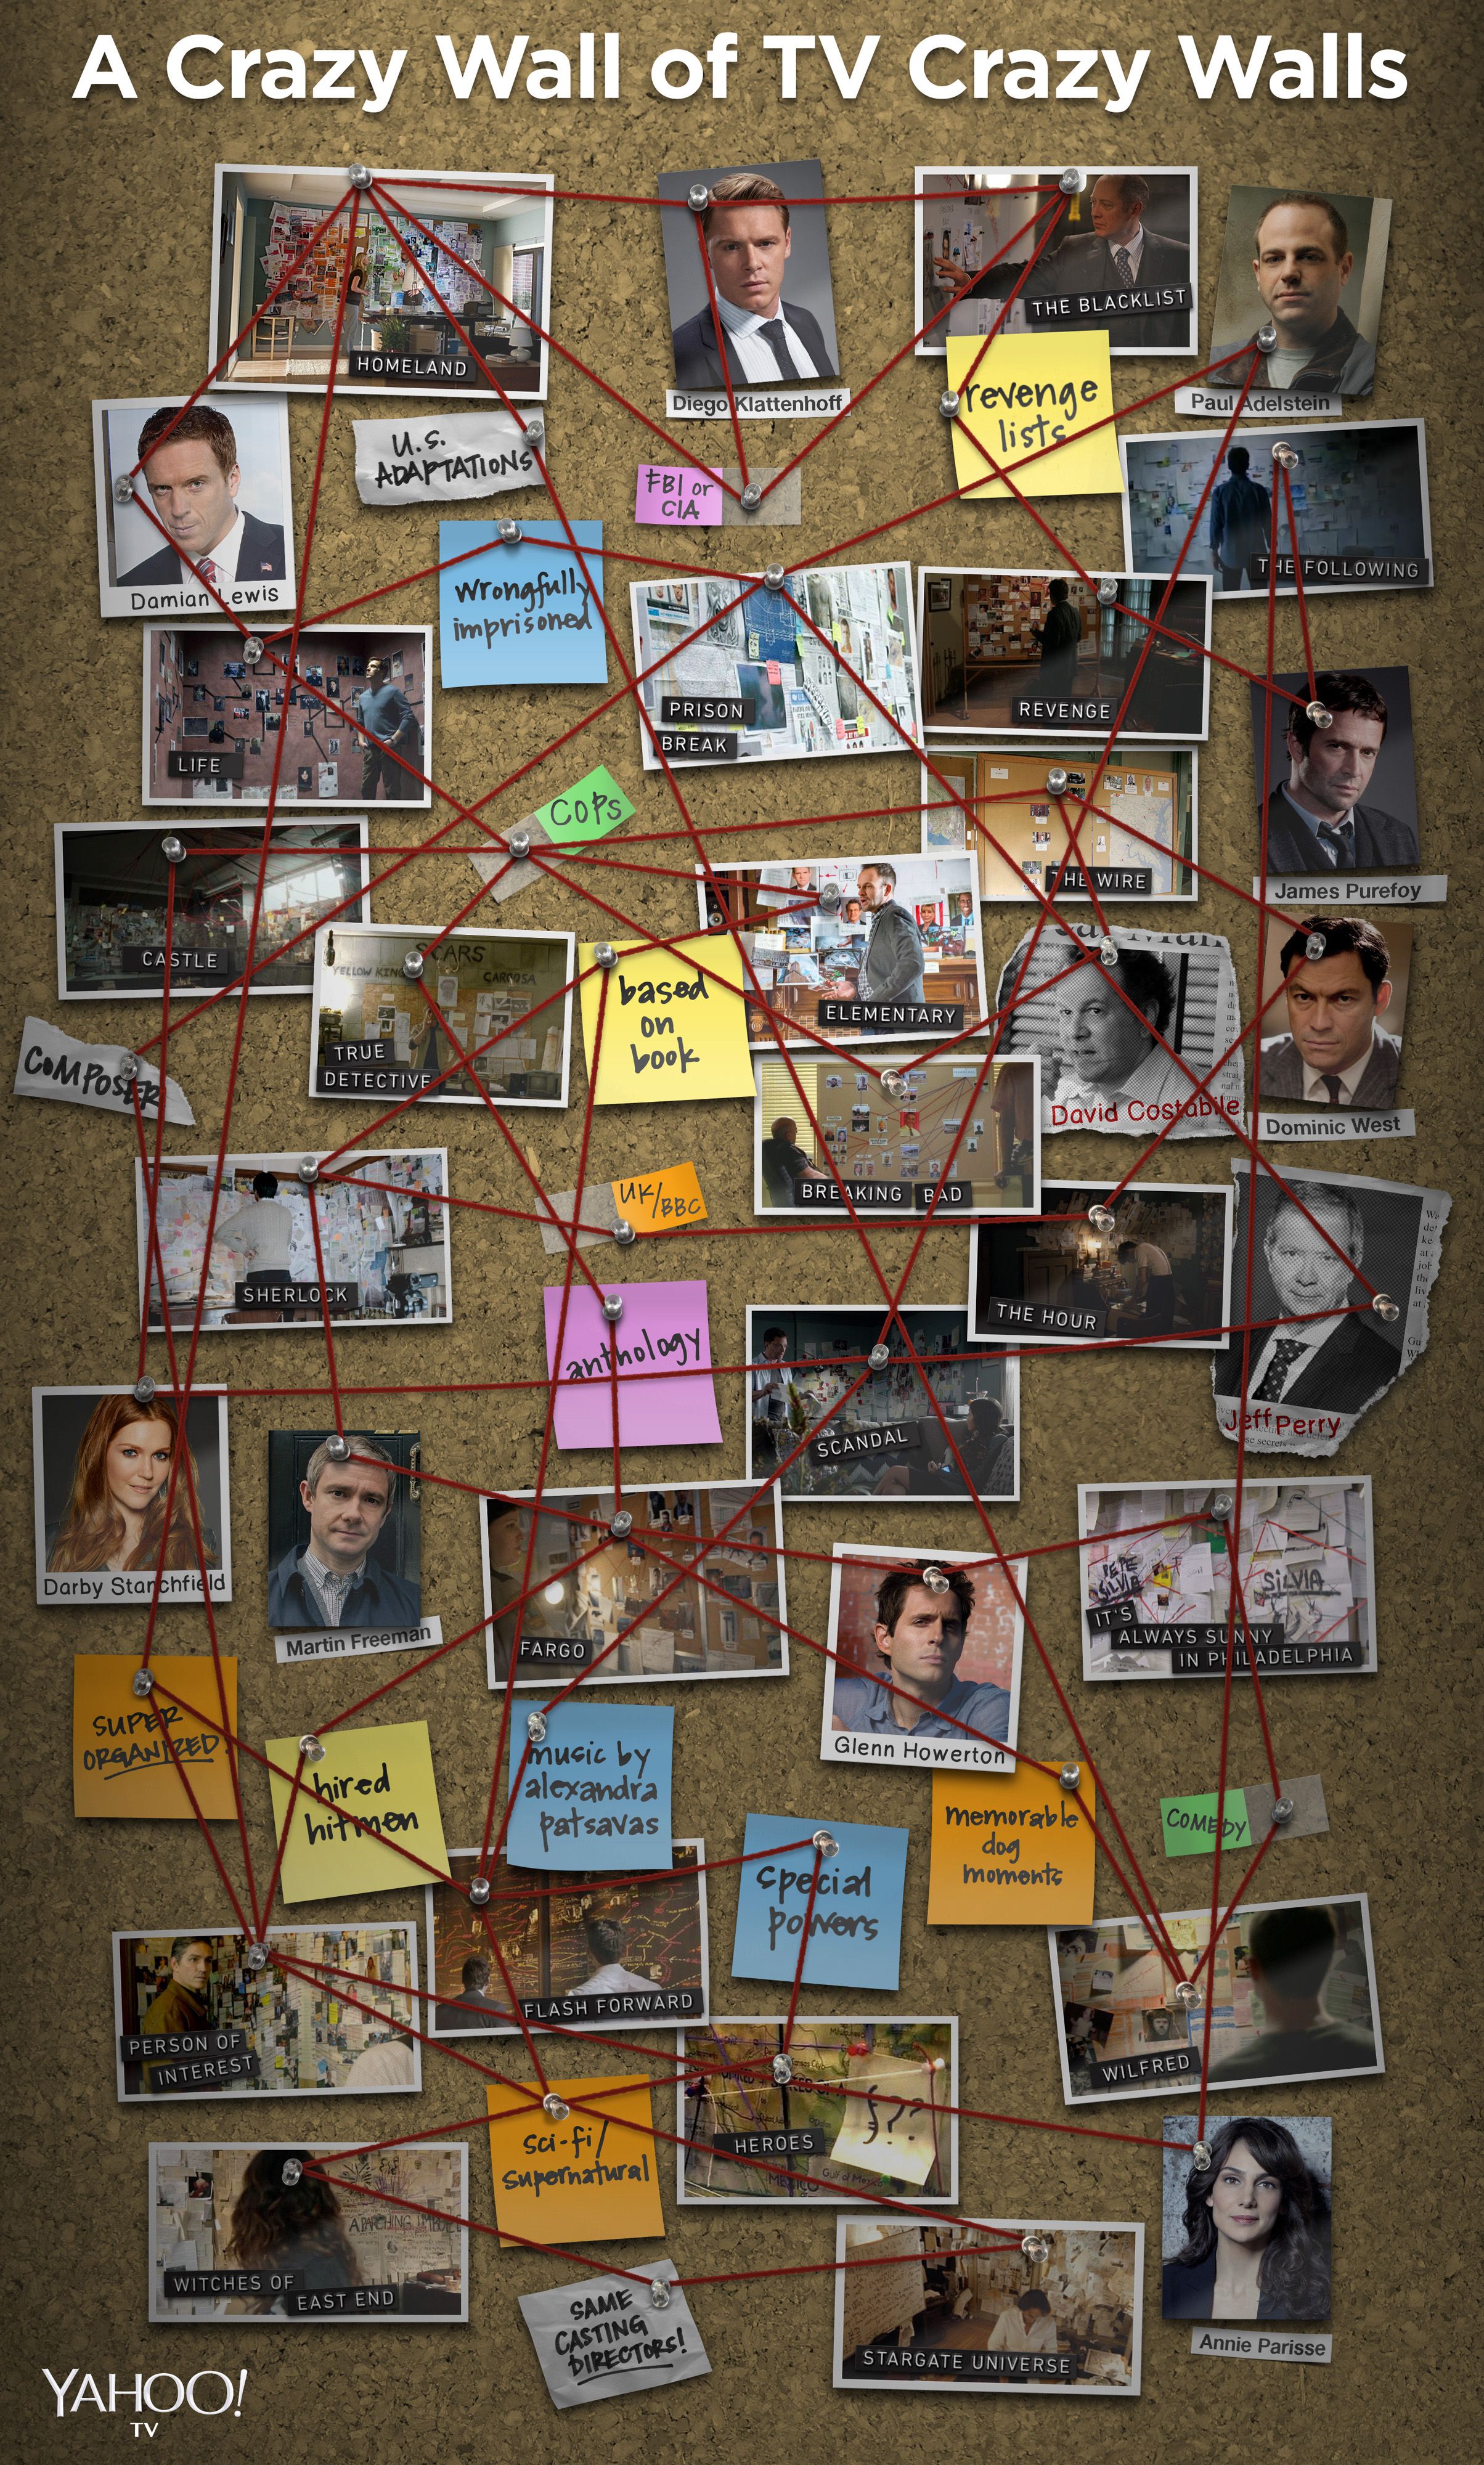 A Crazy Wall of TV Crazy Walls
HOMELAND
Diego Klattenhoff
THE BLACKLIST
Paul Adelstein
revenge
lists
U.S.
ADAPTATIONS
FBI or
CIA
Damian Lewis
THE FOLLOWING
Wrongfully
imprisoned
PRISON
BREAK
REVENGE
LIFE
COPS
THE WIRE
James Purefoy
CASTLE
SCARS
YELLOW KING
CARCOSA
TRUE
DETECTIVE
based
on
book
ELEMENTARY
David Costabile
Dominic West
COMPOSER
BREAKING BAD
UK/BBC
SHERLOCK
THE HOUR
anthology
SCANDAL
Jeff Perry
Darby Stanchfield
Martin Freeman
FARGO
Glenn Howerton
PEPE
SILVIA
SILVIA
IT'S
ALWAYS SUNNY
IN PHILADELPHIA
SUPER
ORGANIZED!
hired
hitmen
music by
alexandra
patsavas
special
powers
memorable
dog
moments
COMEDY
PERSON OF
INTEREST
FLASH FORWARD
WILFRED
HEROES
MEXICO
Gulf of Mexico
???
sci-fi/
supernatural
WITCHES OF
EAST END
SAME
CASTING
DIRECTORS!
STARGATE UNIVERSE
Annie Parisse
YAHOO!
TV